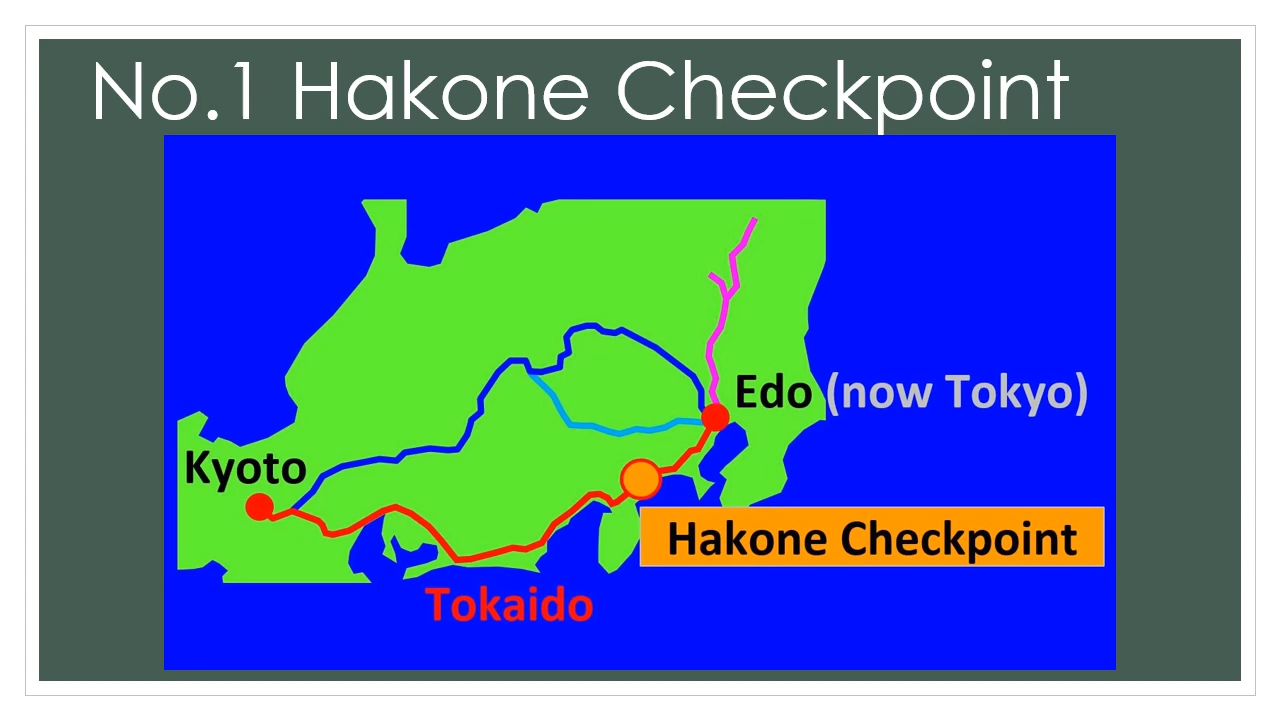 No.1 Hakone Checkpoint
Edo (now Tokyo)
Kyoto
Hakone Checkpoint
Tokaido